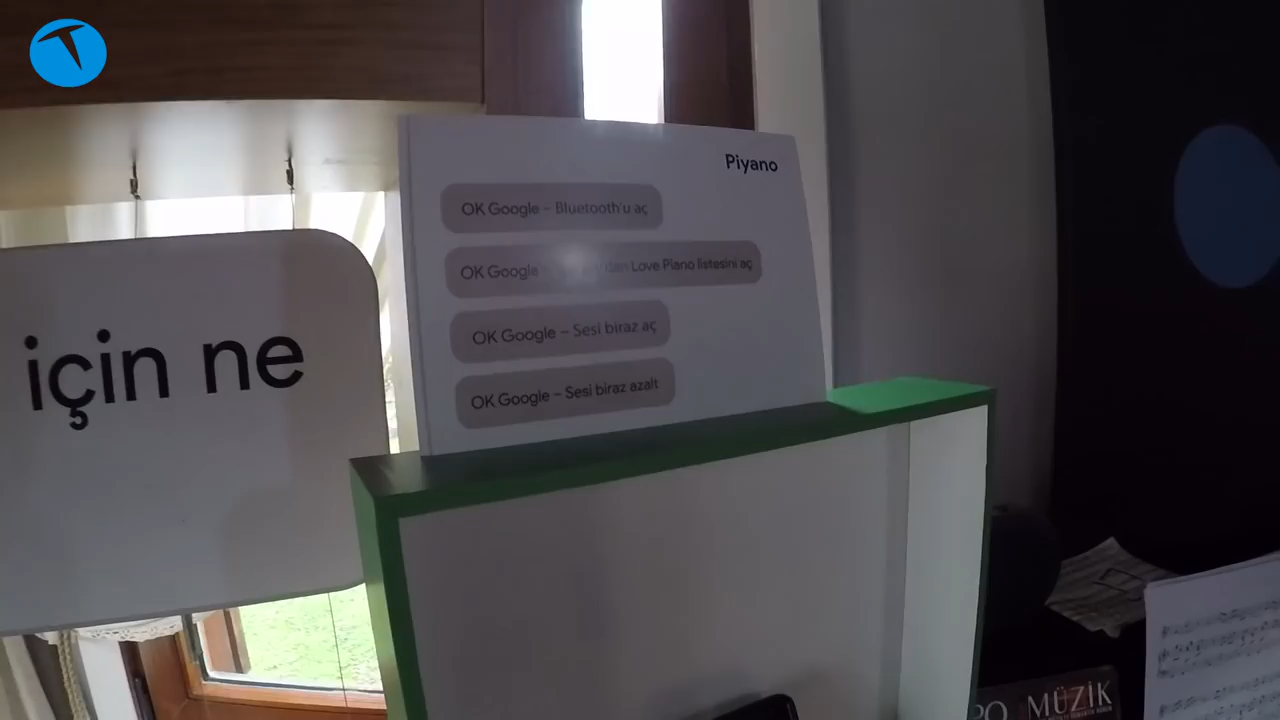 Piyano
OK Google – Bluetooth'u aç
OK Google – Love Piano listesini aç
OK Google – Sesi biraz aç
OK Google – Sesi biraz azalt
için ne
MÜZİK